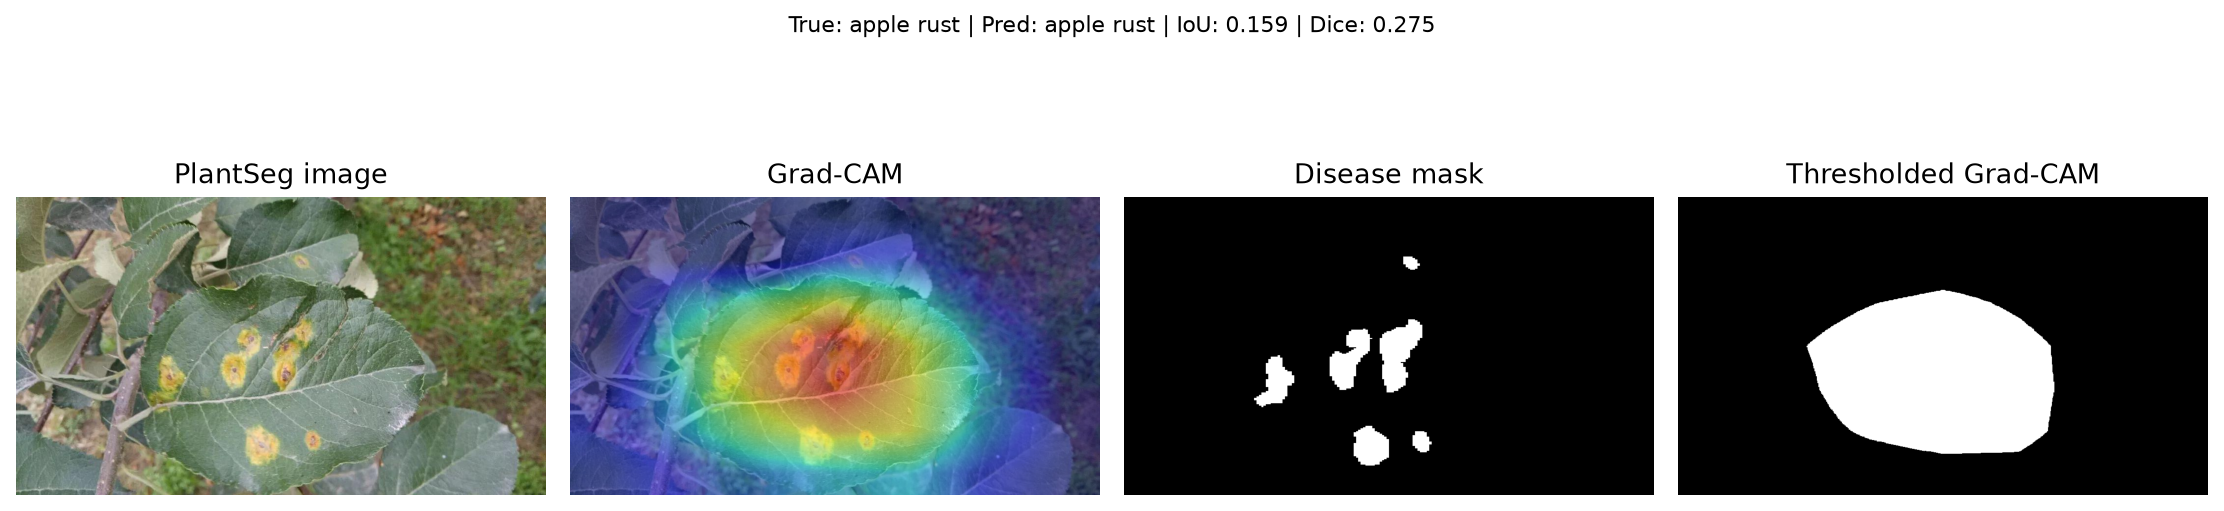 True: apple rust | Pred: apple rust | IoU: 0.159 | Dice: 0.275
PlantSeg image
Grad-CAM
Disease mask
Thresholded Grad-CAM